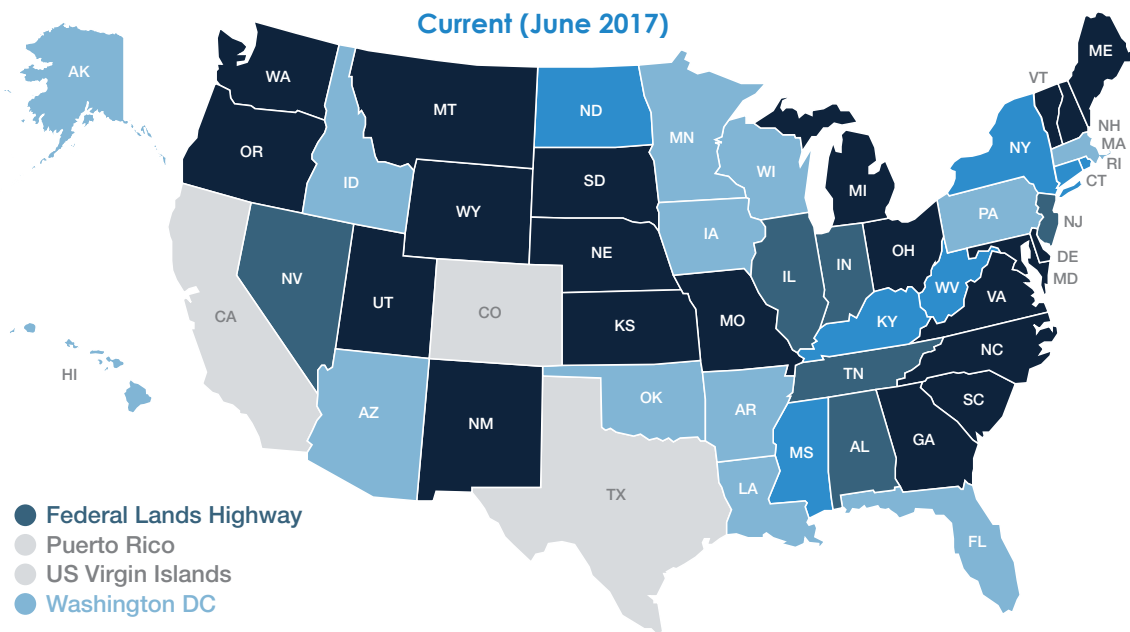 Current (June 2017)
AK
WA
MT
ND
MN
ME
VT
NH
MA
RI
CT
NY
OR
ID
SD
WI
MI
WY
IA
PA
NJ
NE
OH
DE
MD
NV
UT
CO
IL
IN
WV
VA
CA
KS
MO
KY
NC
HI
TN
SC
AZ
NM
OK
AR
MS
AL
GA
TX
LA
FL
Federal Lands Highway
Puerto Rico
US Virgin Islands
Washington DC